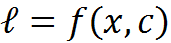 ℓ = f(x, c)